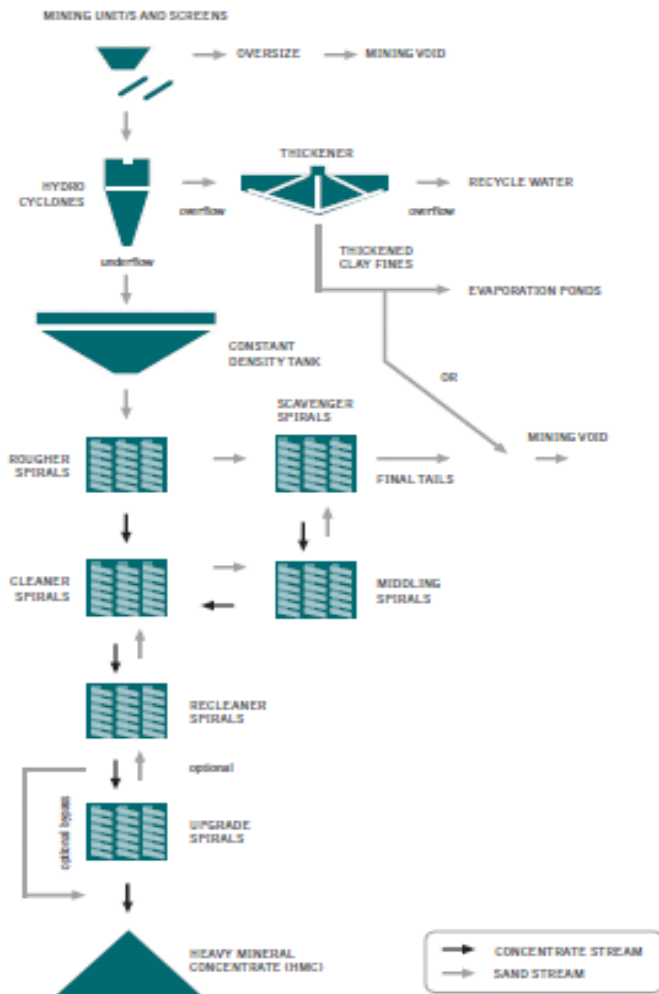 MINING UNIT/S AND SCREENS
OVERSIZE
MINING VOID
THICKENER
HYDRO
CYCLONES
overflow
overflow
RECYCLE WATER
underflow
THICKENED
CLAY FINES
EVAPORATION PONDS
CONSTANT
DENSITY TANK
OR
SCAVENGER
SPIRALS
MINING VOID
ROUGHER
SPIRALS
FINAL TAILS
CLEANER
SPIRALS
MIDDLING
SPIRALS
RECLEANER
SPIRALS
optional
optional bypass
UPGRADE
SPIRALS
HEAVY MINERAL
CONCENTRATE (HMC)
CONCENTRATE STREAM
SAND STREAM